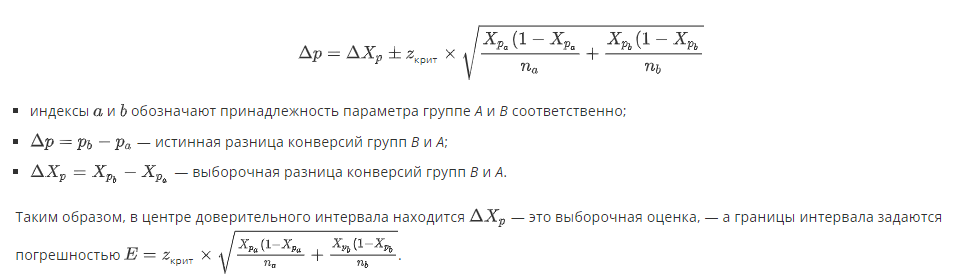 Δp = ΔX_p ± z_крит × √(X_{p_a}(1 − X_{p_a} / n_a + X_{p_b}(1 − X_{p_b} / n_b)
▪ индексы a и b обозначают принадлежность параметра группе A и B соответственно;
▪ Δp = p_b − p_a — истинная разница конверсий групп B и A;
▪ ΔX_p = X_{p_b} − X_{p_a} — выборочная разница конверсий групп B и A.
Таким образом, в центре доверительного интервала находится ΔX_p — это выборочная оценка, — а границы интервала задаются
погрешностью E = z_крит × √(X_{p_a}(1−X_{p_a} / n_a + X_{p_b}(1−X_{p_b} / n_b).